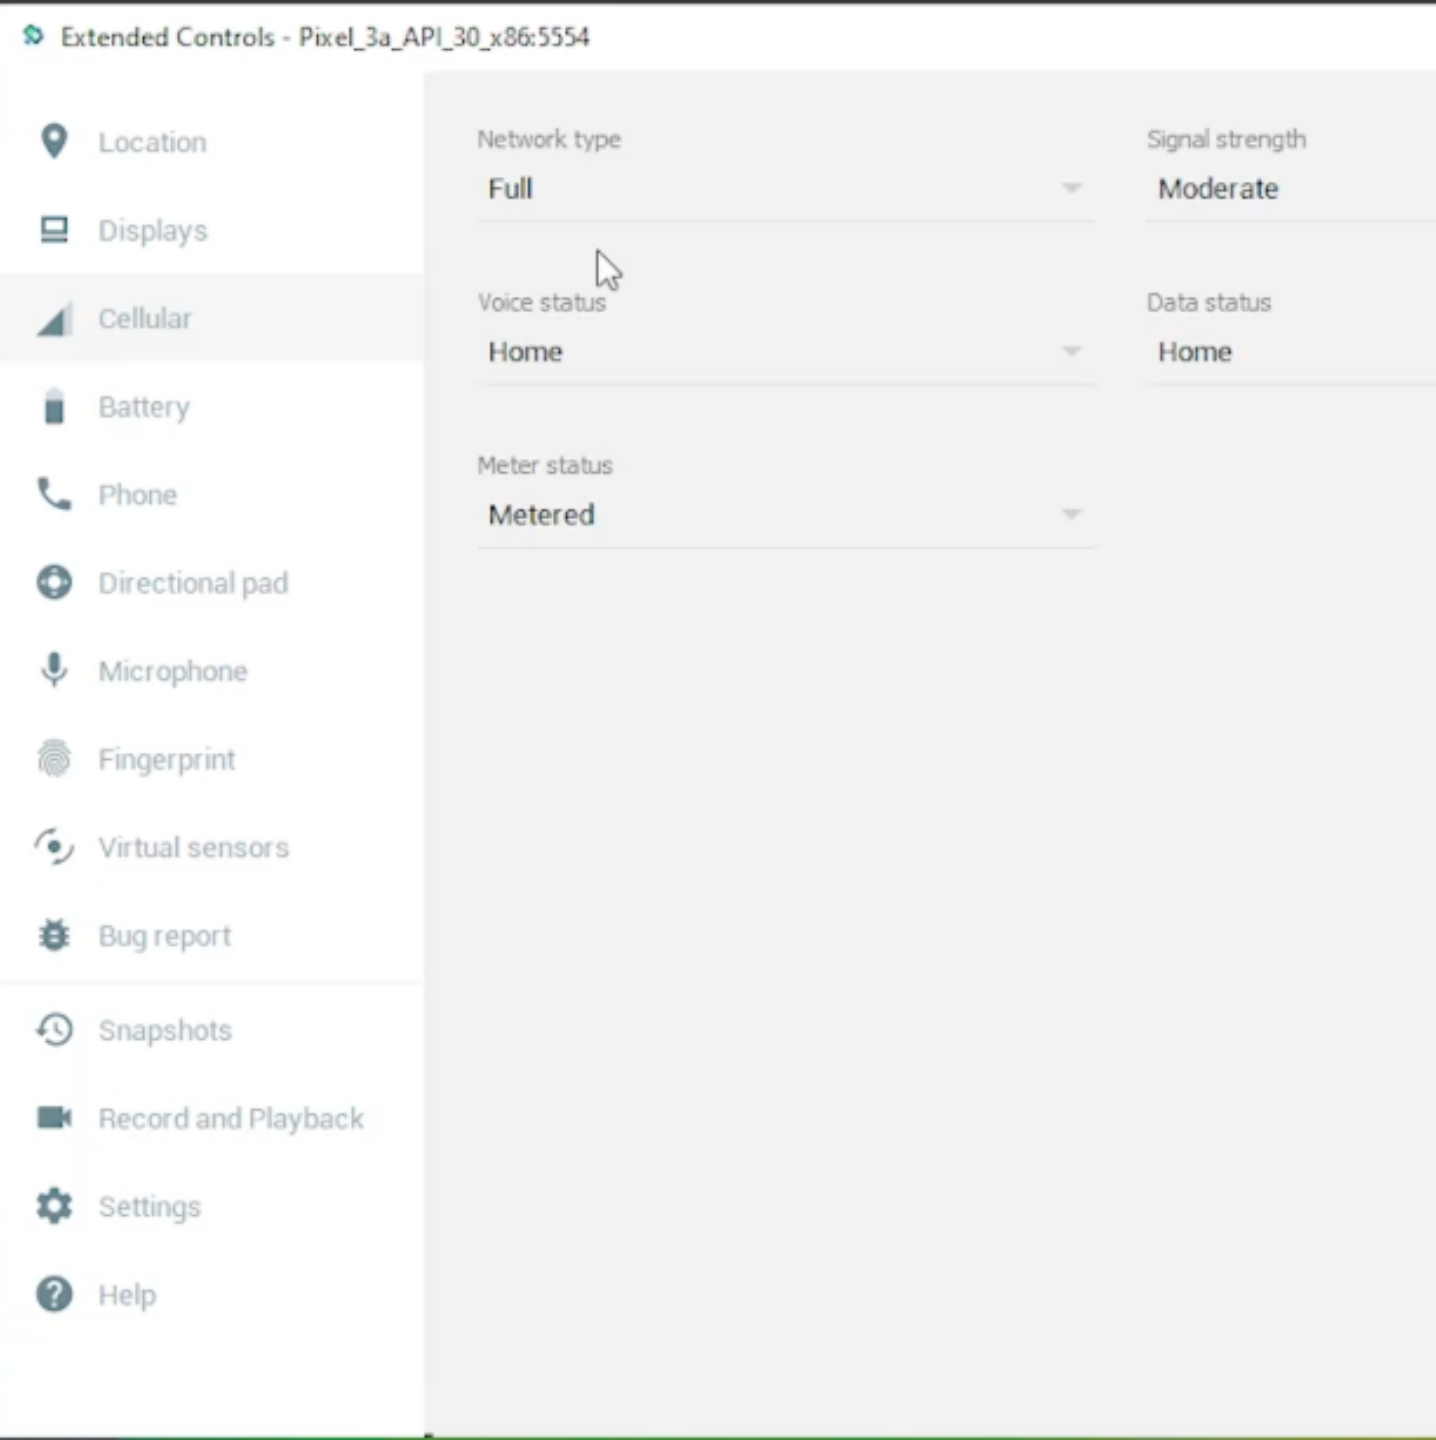 Extended Controls - Pixel_3a_API_30_x86:5554
Location
Displays
Cellular
Battery
Phone
Directional pad
Microphone
Fingerprint
Virtual sensors
Bug report
Snapshots
Record and Playback
Settings
Help
Network type
Full
Signal strength
Moderate
Voice status
Home
Data status
Home
Meter status
Metered